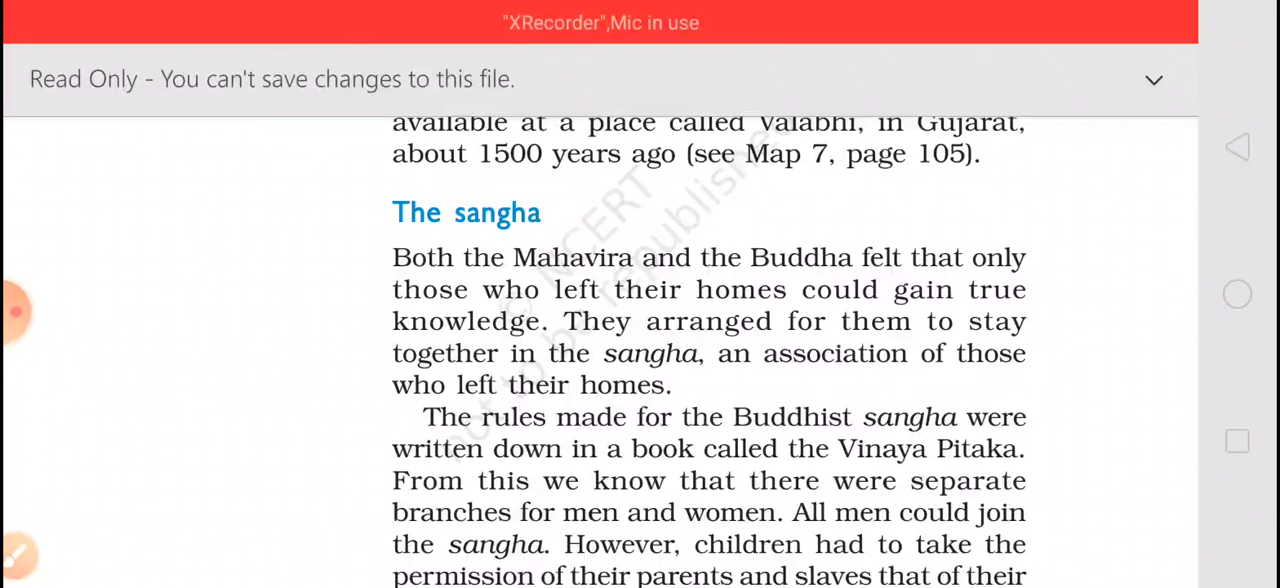 "XRecorder",Mic in use
Read Only - You can't save changes to this file.
available at a place called Valabhi, in Gujarat,
about 1500 years ago (see Map 7, page 105).
The sangha
Both the Mahavira and the Buddha felt that only
those who left their homes could gain true
knowledge. They arranged for them to stay
together in the sangha, an association of those
who left their homes.
The rules made for the Buddhist sangha were
written down in a book called the Vinaya Pitaka.
From this we know that there were separate
branches for men and women. All men could join
the sangha. However, children had to take the
permission of their parents and slaves that of their
© NCERT
not to be republished